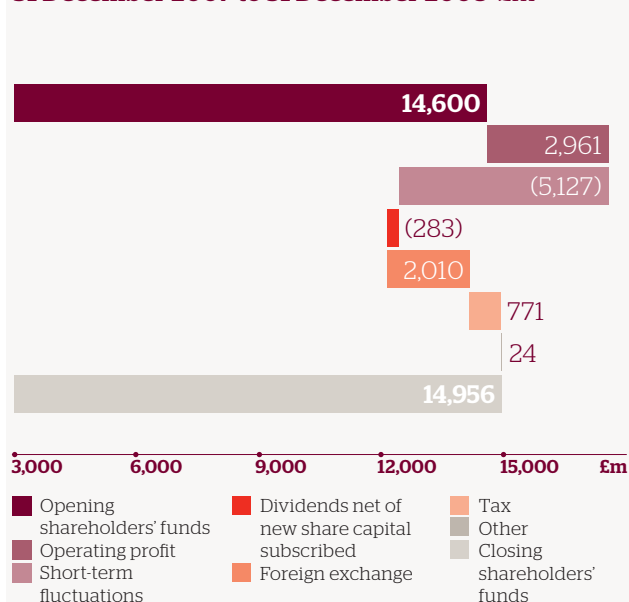 14,600
2,961
(5,127)
(283)
2,010
771
24
14,956
3,000 6,000 9,000 12,000 15,000 £m
Opening
shareholders' funds
Operating profit
Short-term
fluctuations
Dividends net of
new share capital
subscribed
Foreign exchange
Tax
Other
Closing
shareholders'
funds